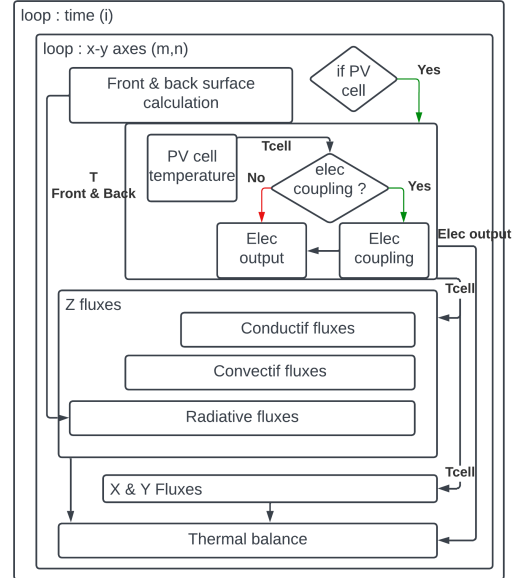 loop : time (i)
loop : x-y axes (m,n)
Front & back surface
calculation
if PV
cell
Yes
T
Front & Back
PV cell
temperature
Tcell
elec
coupling ?
No
Yes
Elec
output
Elec
coupling
Elec output
Tcell
Z fluxes
Conductif fluxes
Convectif fluxes
Radiative fluxes
Tcell
X & Y Fluxes
Thermal balance